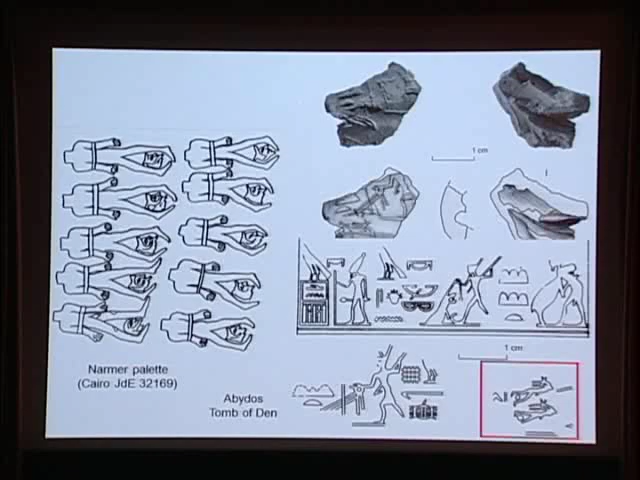 1 cm
1 cm
Narmer palette
(Cairo JdE 32169)
Abydos
Tomb of Den